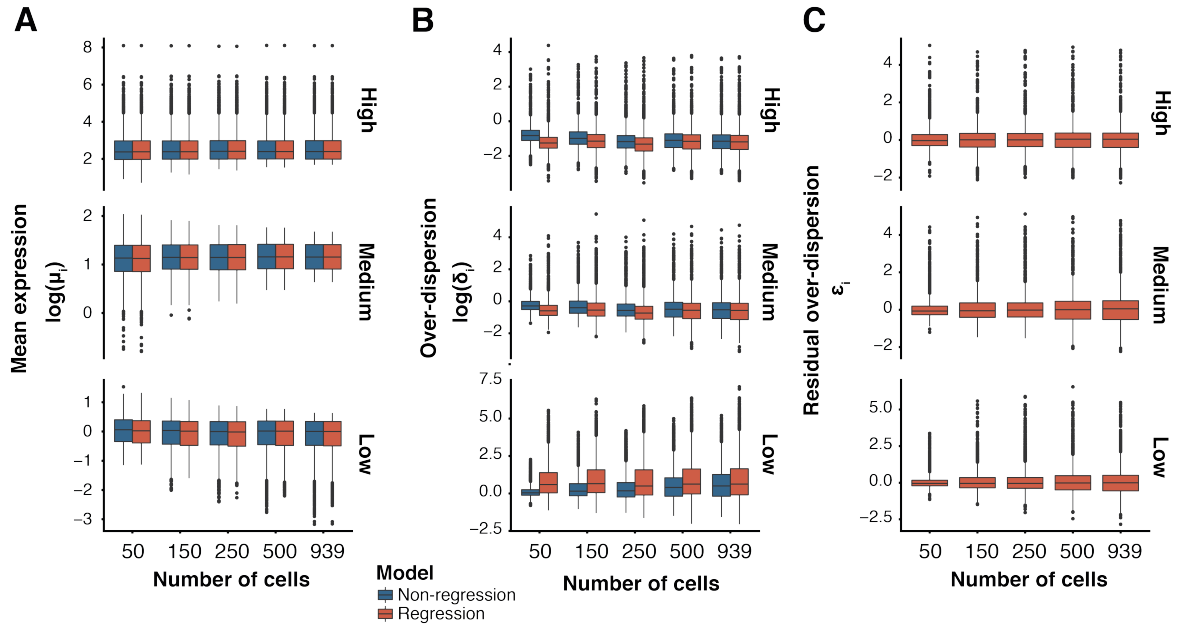 A
B
C
Mean expression
log(μi)
8
6
4
2
High
2
1
0
Medium
1
0
−1
−2
−3
Low
50 150 250 500 939
Number of cells
Over-dispersion
log(δi)
4
2
0
−2
High
4
2
0
−2
Medium
7.5
5.0
2.5
0.0
−2.5
Low
50 150 250 500 939
Number of cells
Residual over-dispersion
εi
4
2
0
−2
High
4
2
0
−2
Medium
5.0
2.5
0.0
−2.5
Low
50 150 250 500 939
Number of cells
Model
Non-regression
Regression